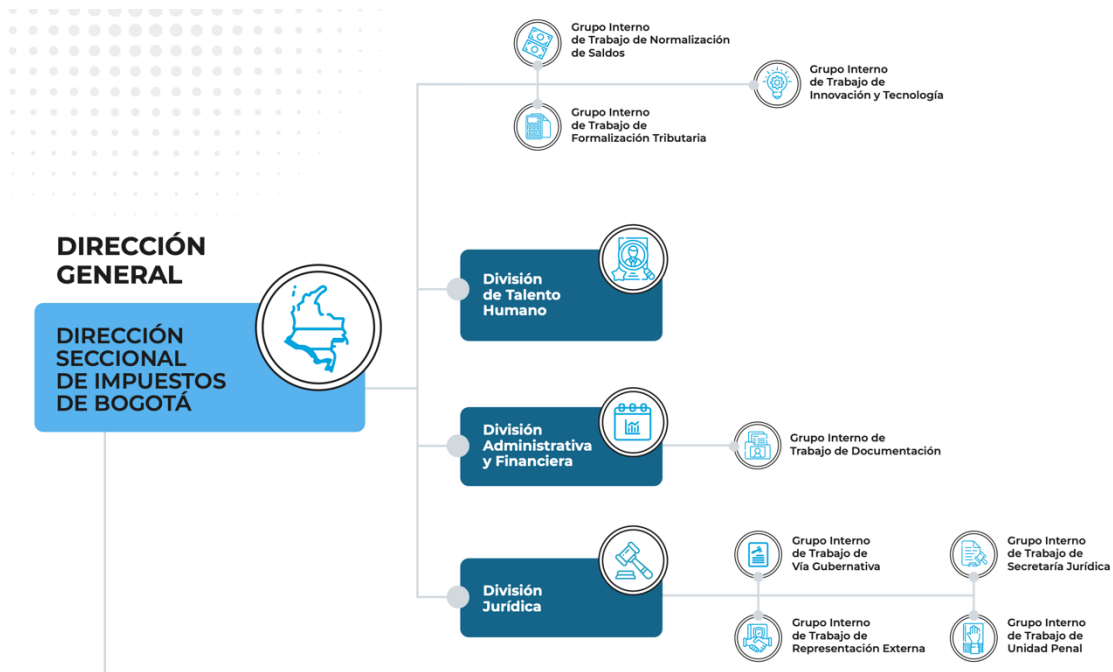 Grupo Interno
de Trabajo de Normalización
de Saldos
Grupo Interno
de Trabajo de
Innovación y Tecnología
Grupo Interno
de Trabajo de
Formalización Tributaria
DIRECCIÓN
GENERAL
DIRECCIÓN
SECCIONAL
DE IMPUESTOS
DE BOGOTÁ
División
de Talento
Humano
División
Administrativa
y Financiera
Grupo Interno de
Trabajo de Documentación
División
Jurídica
Grupo Interno
de Trabajo de
Vía Gubernativa
Grupo Interno
de Trabajo de
Secretaría Jurídica
Grupo Interno
de Trabajo de
Representación Externa
Grupo Interno
de Trabajo de
Unidad Penal